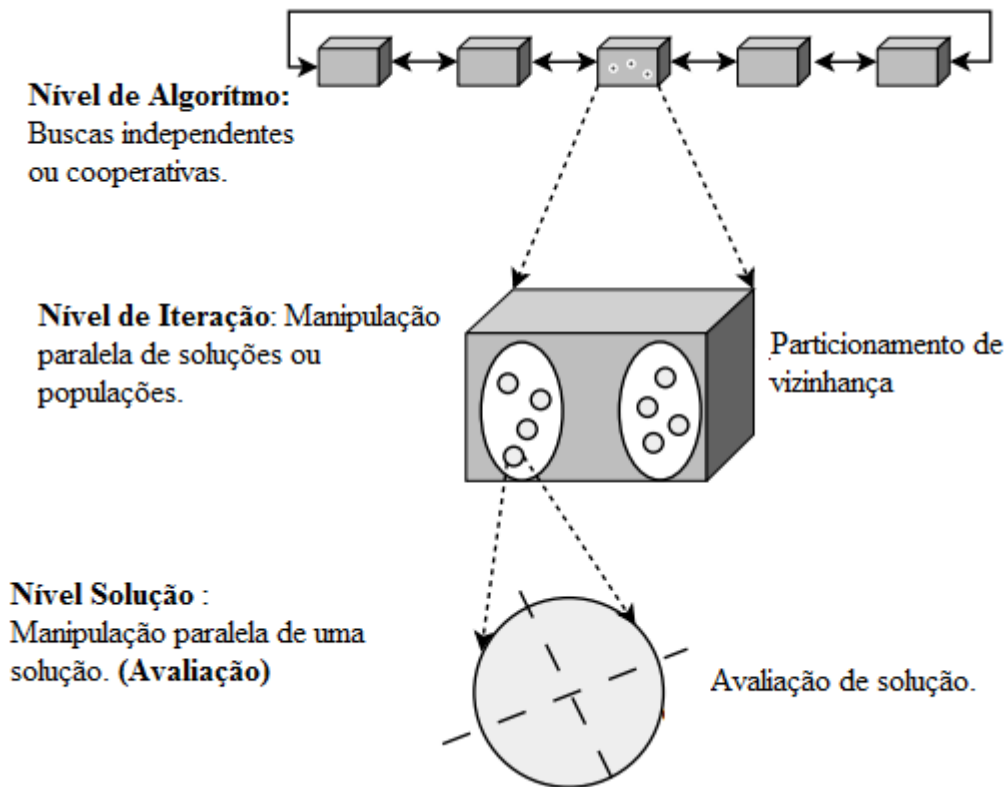 Nível de Algorítmo:
Buscas independentes
ou cooperativas.
Nível de Iteração: Manipulação
paralela de soluções ou
populações.
Particionamento de
vizinhança
Nível Solução :
Manipulação paralela de uma
solução. (Avaliação)
Avaliação de solução.